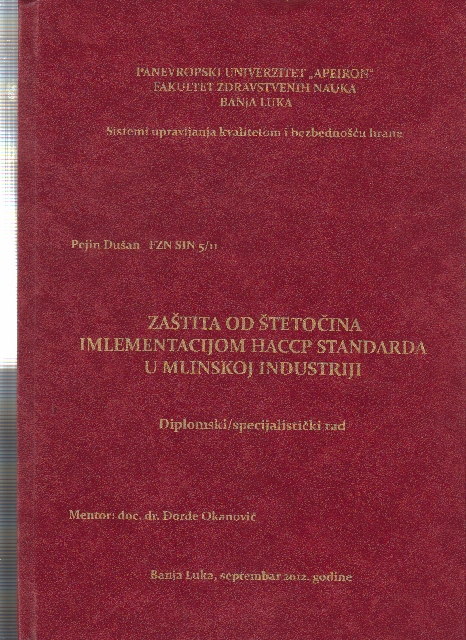 PANEVROPSKI UNIVERZITET „APEIRON“
FAKULTET ZDRAVSTVENIH NAUKA
BANJA LUKA
Sistemi upravljanja kvalitetom i bezbednošću hrane
Pejin Dušan FZN SIN 5/11
ZAŠTITA OD ŠTETOČINA
IMLEMENTACIJOM HACCP STANDARDA
U MLINSKOJ INDUSTRIJI
Diplomski/specijalistički rad
Mentor: doc. dr. Đorđe Okanović
Banja Luka, septembar 2012. godine